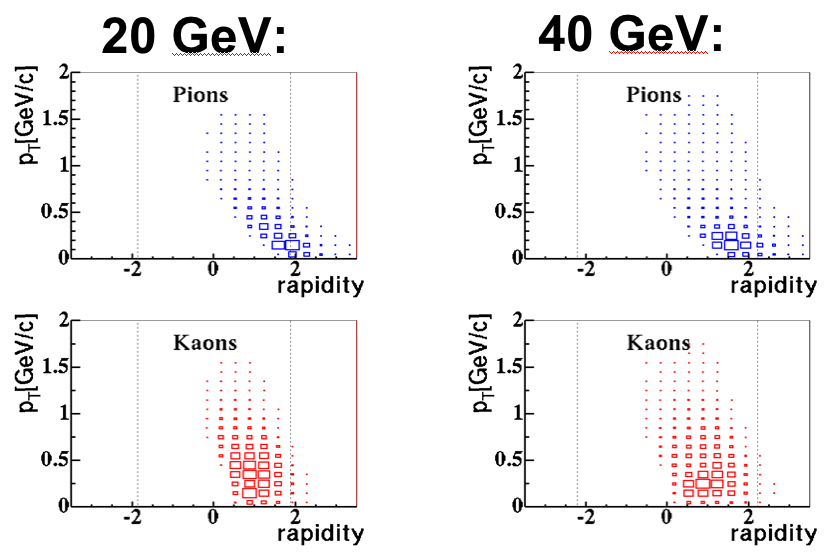 20 GeV:
40 GeV:
Pions
p_T[GeV/c]
2
1.5
1
0.5
0
-2
0
2
rapidity
Pions
p_T[GeV/c]
2
1.5
1
0.5
0
-2
0
2
rapidity
Kaons
p_T[GeV/c]
2
1.5
1
0.5
0
-2
0
2
rapidity
Kaons
p_T[GeV/c]
2
1.5
1
0.5
0
-2
0
2
rapidity